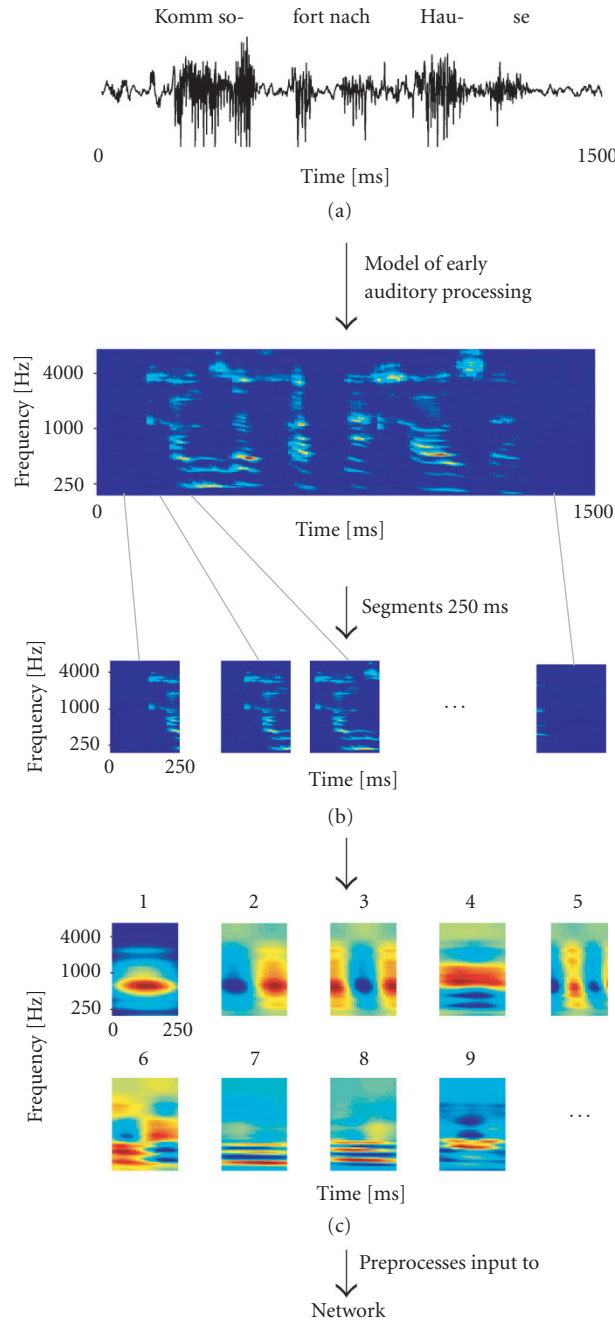 Komm so- fort nach Hau- se
0 1500
Time [ms]
(a)
Model of early
auditory processing
Frequency [Hz]
4000
1000
250
0 1500
Time [ms]
Segments 250 ms
Frequency [Hz]
4000
1000
250
0 250
...
Time [ms]
(b)
1 2 3 4 5
Frequency [Hz]
4000
1000
250
0 250
6 7 8 9
...
Time [ms]
(c)
Preprocesses input to
Network